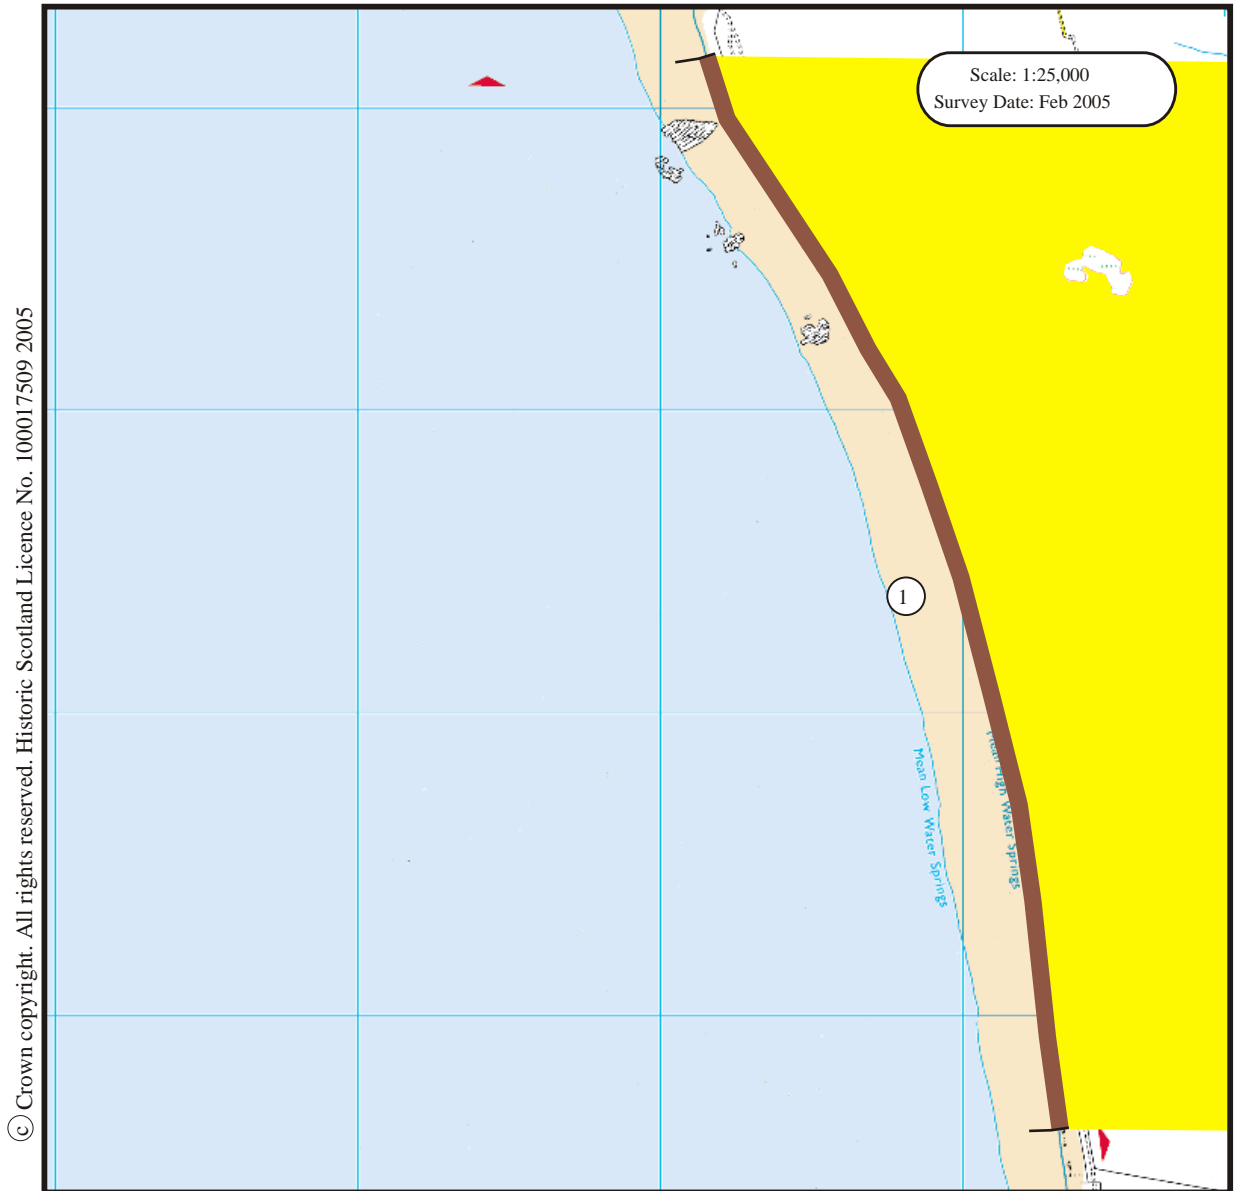 Scale: 1:25,000
Survey Date: Feb 2005
1
Mean Low Water Springs
Mean High Water Springs
c Crown copyright. All rights reserved. Historic Scotland Licence No. 100017509 2005